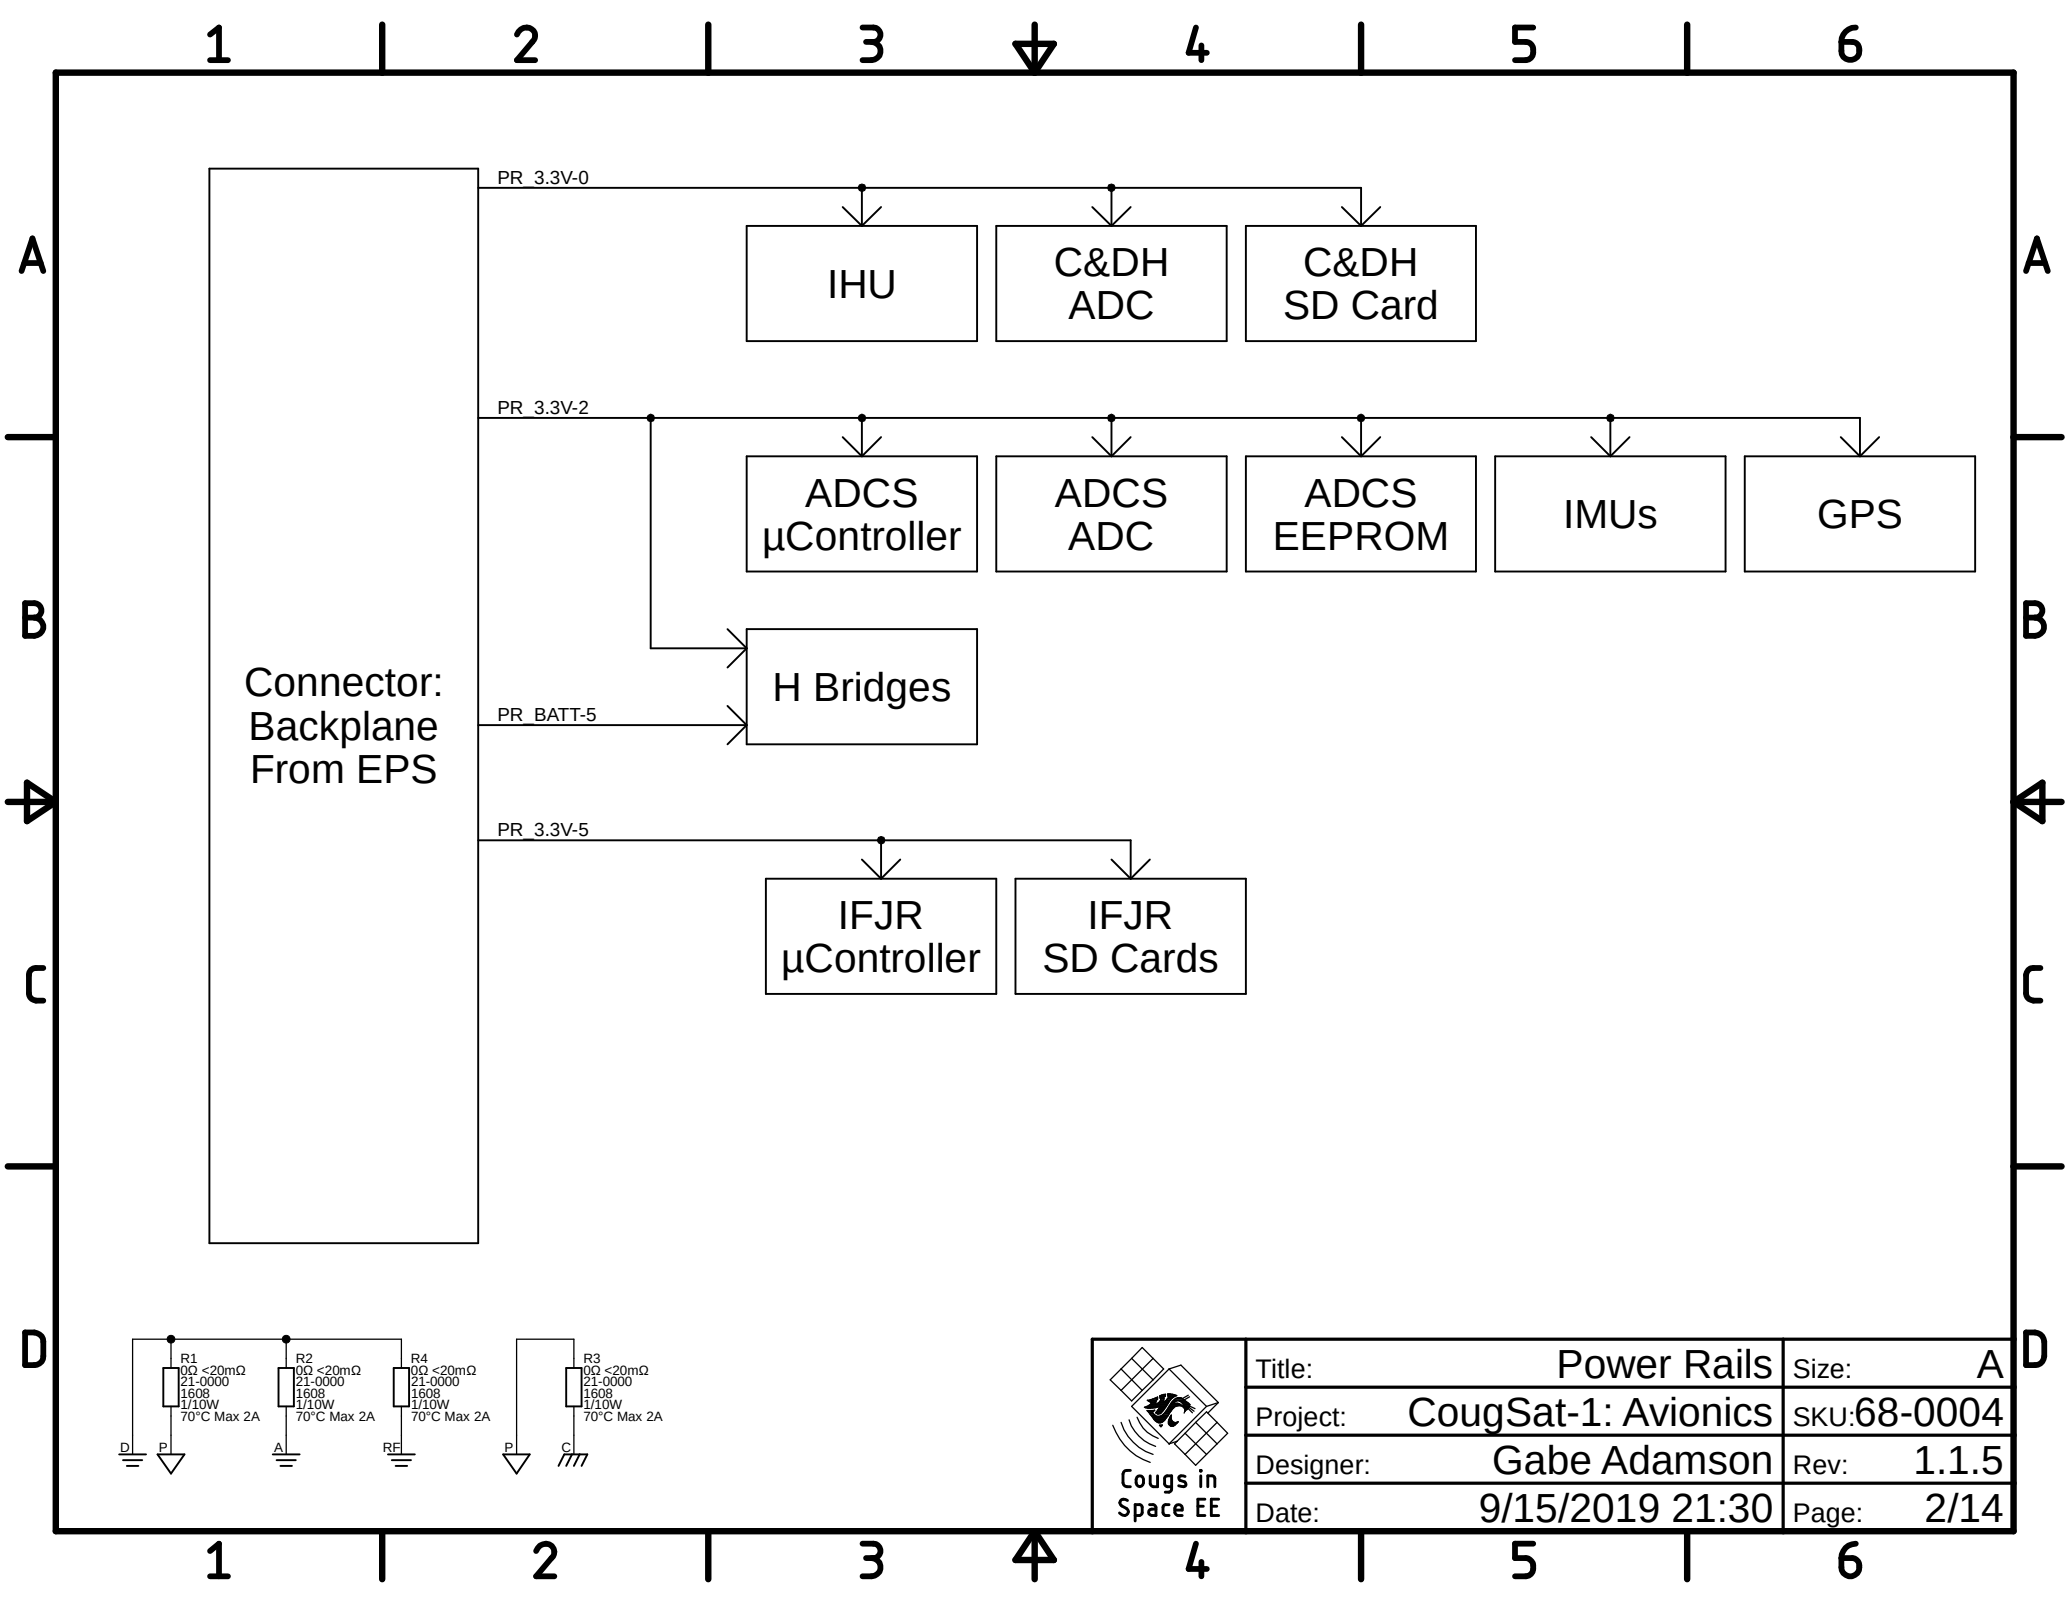 1 2 3 4 5 6
A A
PR_3.3V-0
IHU
C&DH
ADC
C&DH
SD Card
PR_3.3V-2
ADCS
µController
ADCS
ADC
ADCS
EEPROM
IMUs
GPS
B B
H Bridges
Connector:
Backplane
From EPS
PR_BATT-5
PR_3.3V-5
IFJR
µController
IFJR
SD Cards
C C
D D
R1
0Ω <20mΩ
21-0000
1608
1/10W
70°C Max 2A
R2
0Ω <20mΩ
21-0000
1608
1/10W
70°C Max 2A
R4
0Ω <20mΩ
21-0000
1608
1/10W
70°C Max 2A
R3
0Ω <20mΩ
21-0000
1608
1/10W
70°C Max 2A
D P A RF P C
Cougs in
Space EE
Title: Power Rails Size: A
Project: CougSat-1: Avionics SKU:68-0004
Designer: Gabe Adamson Rev: 1.1.5
Date: 9/15/2019 21:30 Page: 2/14
1 2 3 4 5 6